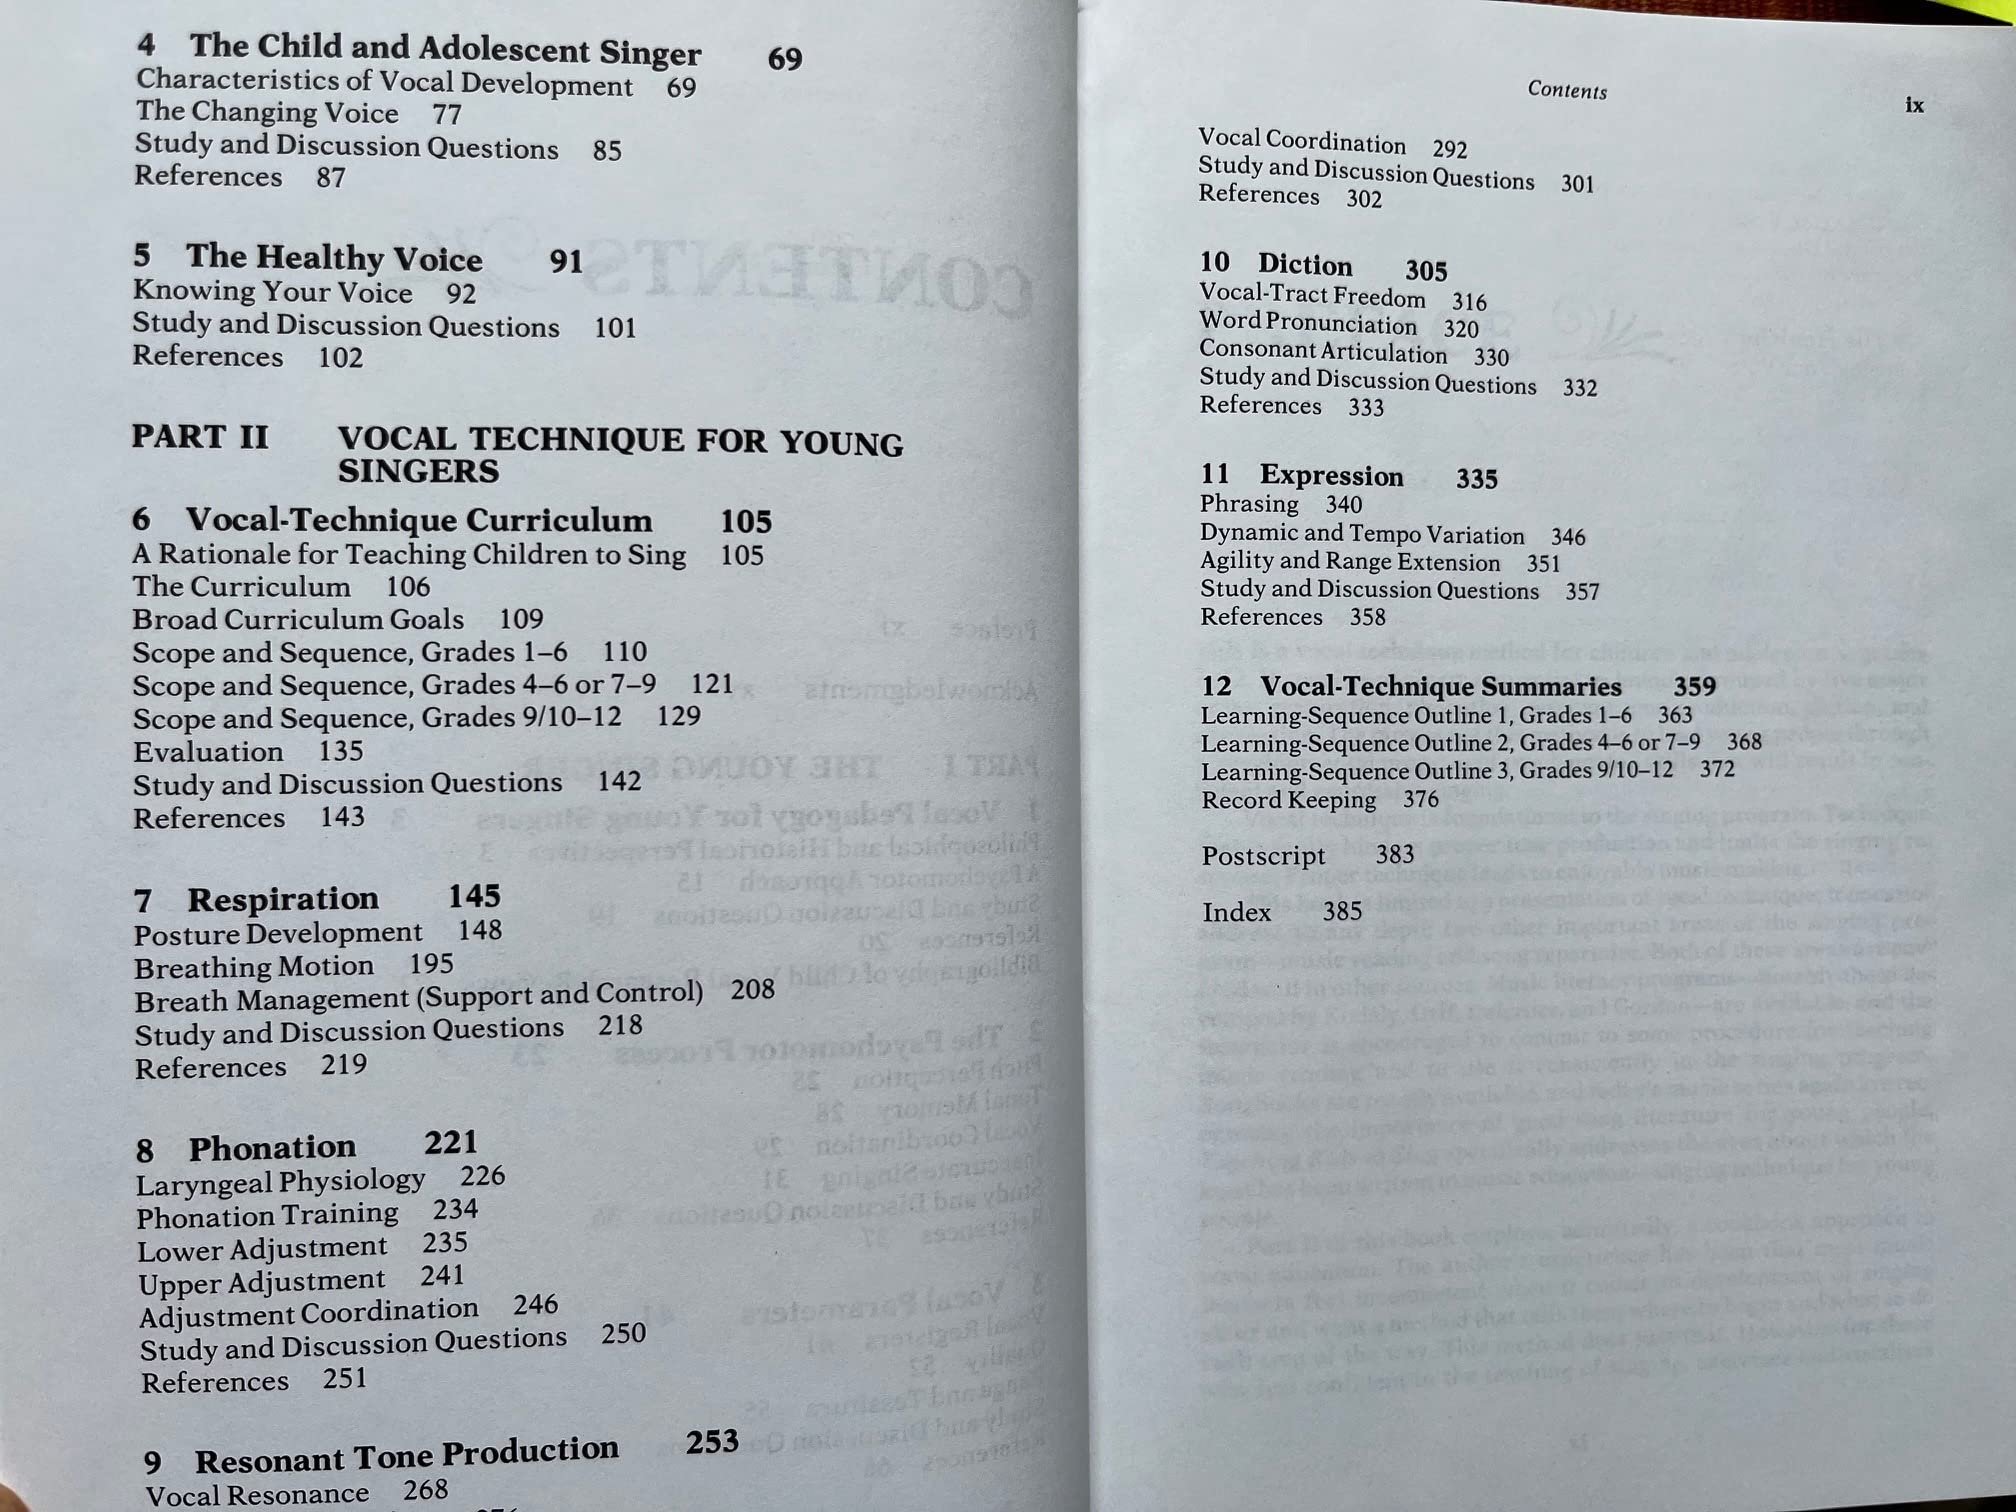 4 The Child and Adolescent Singer 69
Characteristics of Vocal Development 69
The Changing Voice 77
Study and Discussion Questions 85
References 87
5 The Healthy Voice 91
Knowing Your Voice 92
Study and Discussion Questions 101
References 102
PART II VOCAL TECHNIQUE FOR YOUNG
SINGERS
6 Vocal-Technique Curriculum 105
A Rationale for Teaching Children to Sing 105
The Curriculum 106
Broad Curriculum Goals 109
Scope and Sequence, Grades 1–6 110
Scope and Sequence, Grades 4–6 or 7–9 121
Scope and Sequence, Grades 9/10–12 129
Evaluation 135
Study and Discussion Questions 142
References 143
7 Respiration 145
Posture Development 148
Breathing Motion 195
Breath Management (Support and Control) 208
Study and Discussion Questions 218
References 219
8 Phonation 221
Laryngeal Physiology 226
Phonation Training 234
Lower Adjustment 235
Upper Adjustment 241
Adjustment Coordination 246
Study and Discussion Questions 250
References 251
9 Resonant Tone Production 253
Vocal Resonance 268
Contents ix
Vocal Coordination 292
Study and Discussion Questions 301
References 302
10 Diction 305
Vocal-Tract Freedom 316
Word Pronunciation 320
Consonant Articulation 330
Study and Discussion Questions 332
References 333
11 Expression 335
Phrasing 340
Dynamic and Tempo Variation 346
Agility and Range Extension 351
Study and Discussion Questions 357
References 358
12 Vocal-Technique Summaries 359
Learning-Sequence Outline 1, Grades 1–6 363
Learning-Sequence Outline 2, Grades 4–6 or 7–9 368
Learning-Sequence Outline 3, Grades 9/10–12 372
Record Keeping 376
Postscript 383
Index 385